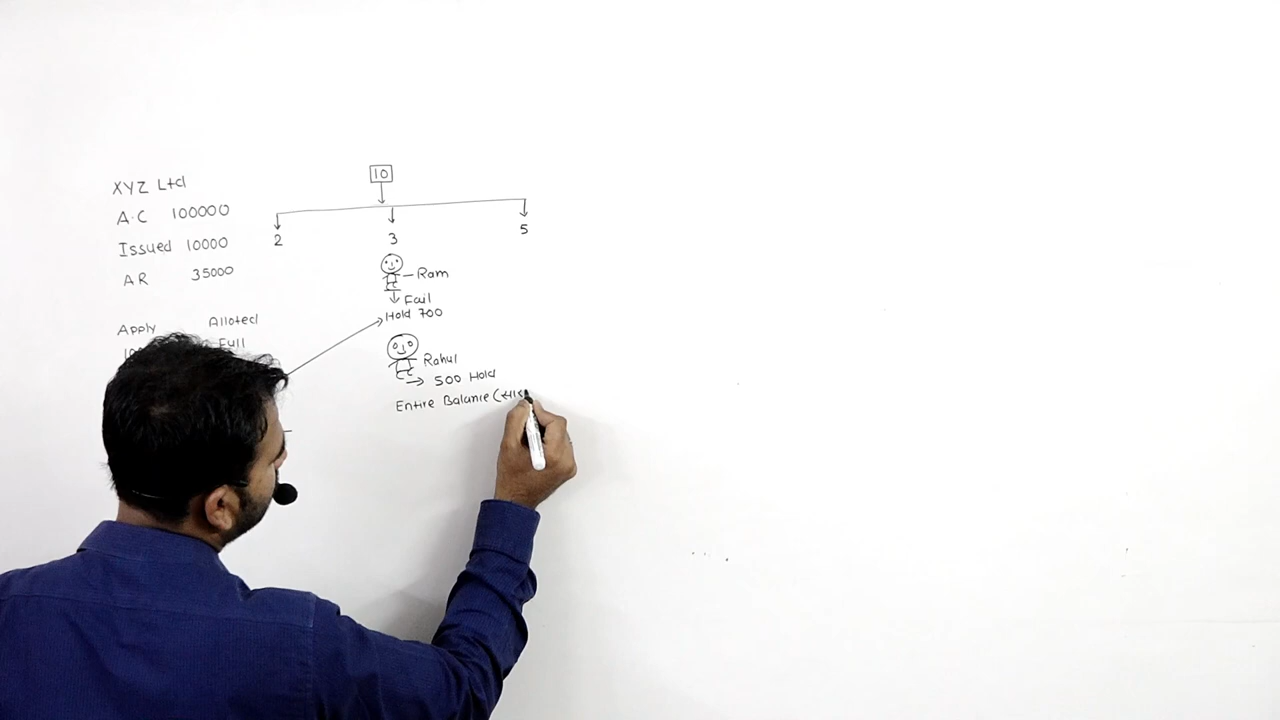 XYZ Ltd
A.C 100000
Issued 10000
AR 35000
10
2 3 5
Ram
Fail
Hold 700
Rahul
500 Hold
Entire Balance (
Apply Alloted
Full